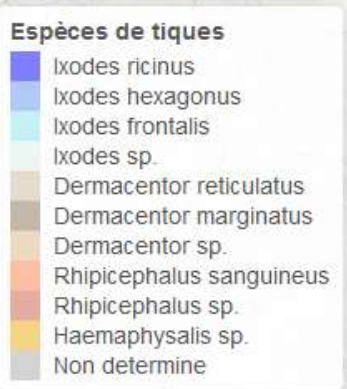 Espèces de tiques
Ixodes ricinus
Ixodes hexagonus
Ixodes frontalis
Ixodes sp.
Dermacentor reticulatus
Dermacentor marginatus
Dermacentor sp.
Rhipicephalus sanguineus
Rhipicephalus sp.
Haemaphysalis sp.
Non determine